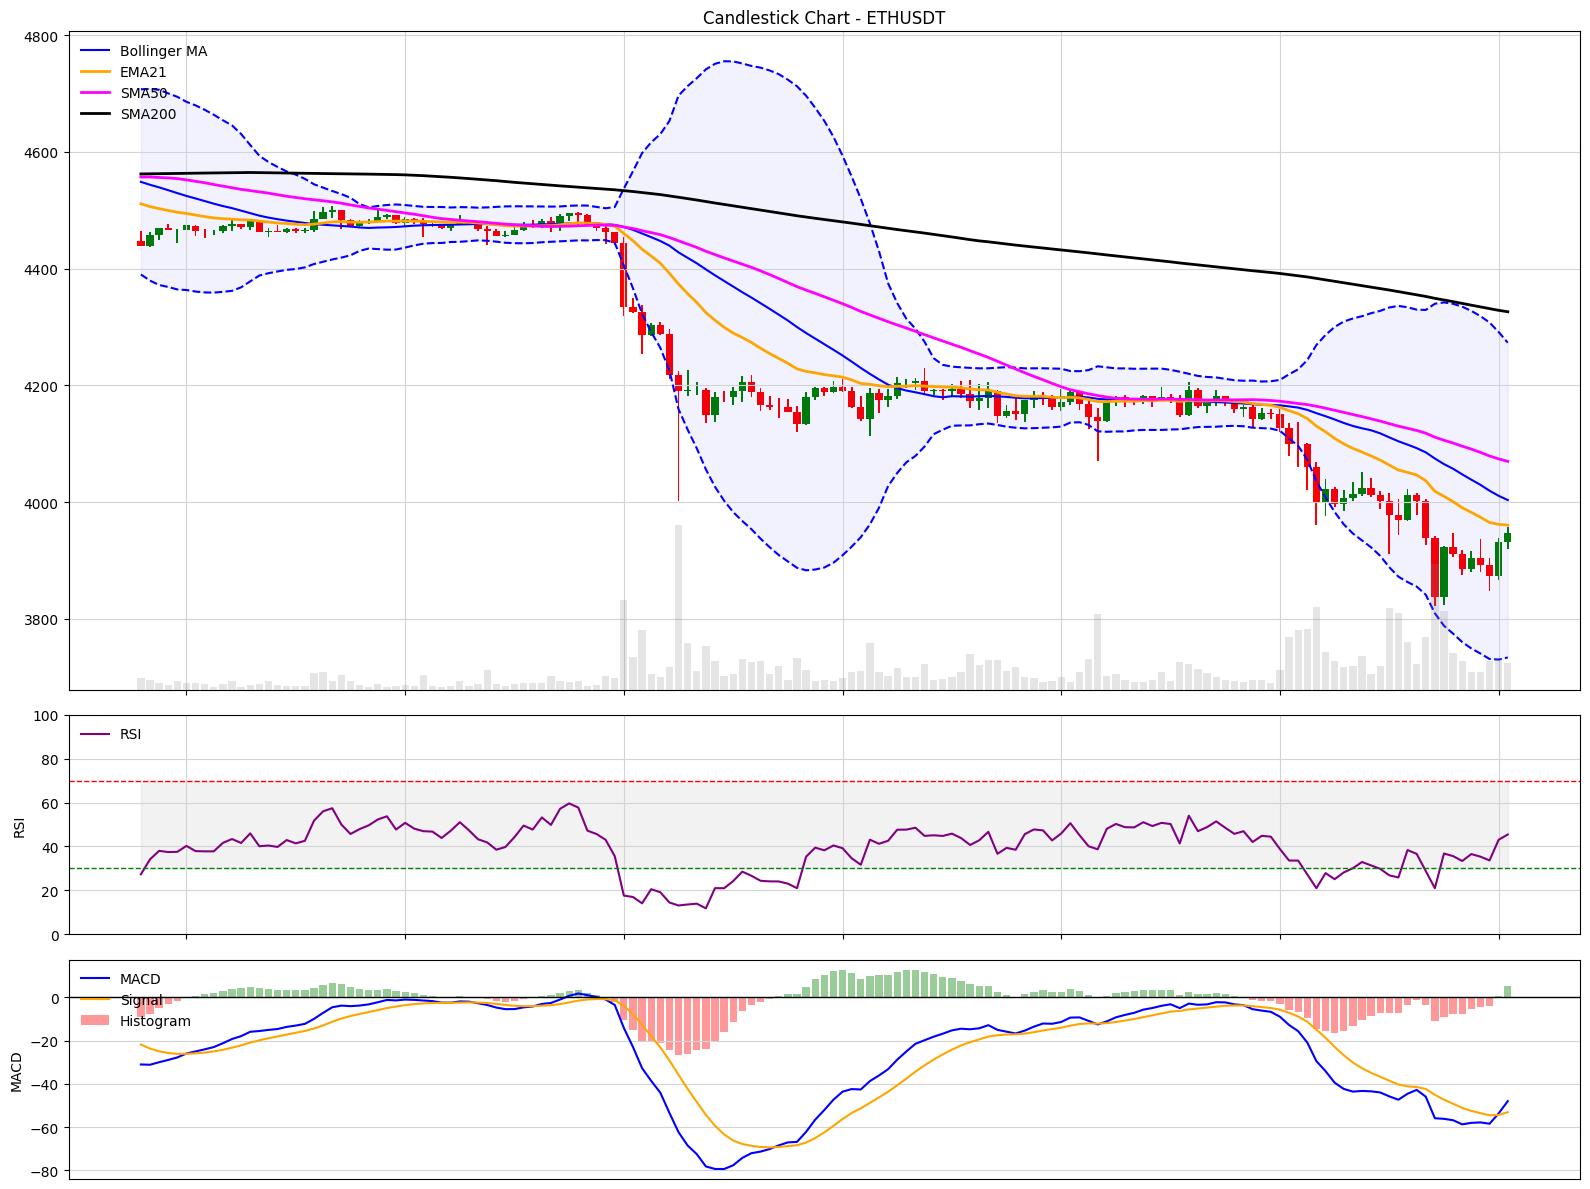 Candlestick Chart - ETHUSDT
4800
4600
4400
4200
4000
3800
Bollinger MA
EMA21
SMA50
SMA200
100
80
60
40
20
0
RSI
RSI
0
−20
−40
−60
−80
MACD
MACD
Signal
Histogram